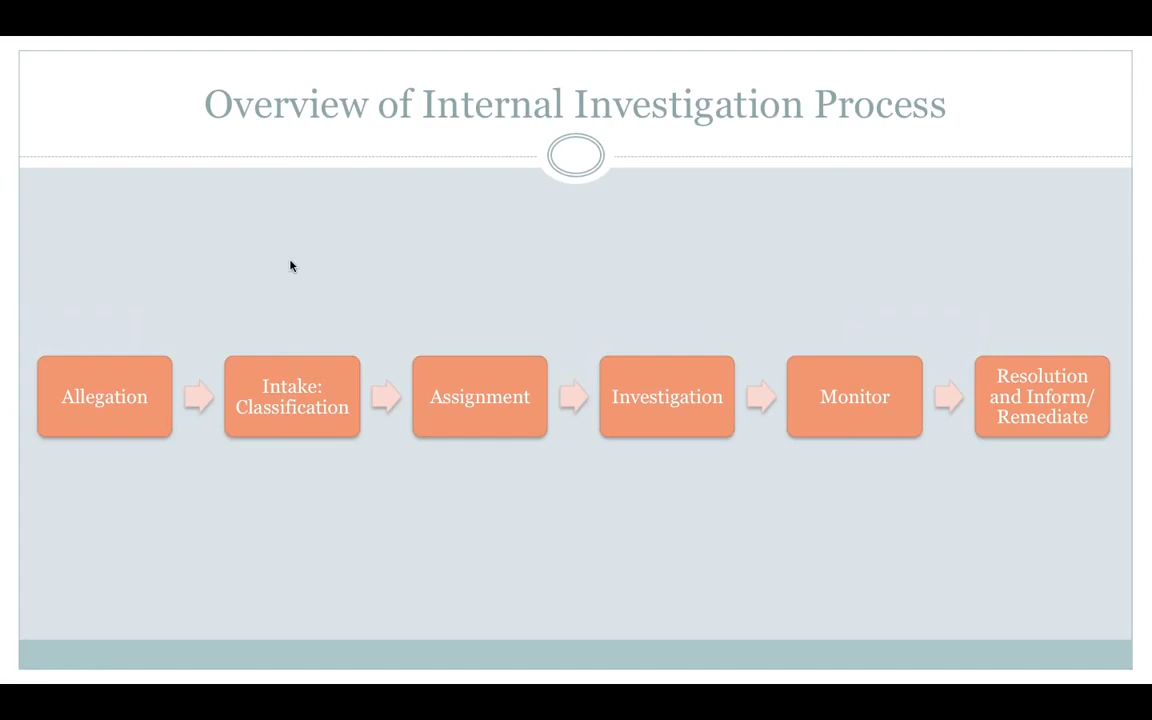 Overview of Internal Investigation Process
Allegation
Intake:
Classification
Assignment
Investigation
Monitor
Resolution
and Inform/
Remediate